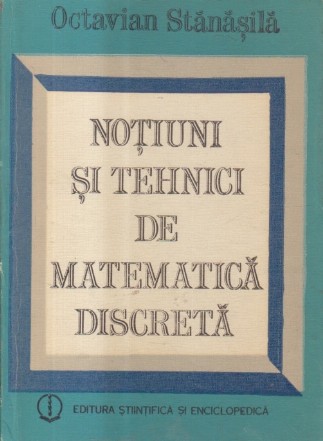 Octavian Stănășilă
NOȚIUNI
ȘI TEHNICI
DE
MATEMATICĂ
DISCRETĂ
EDITURA ȘTIINȚIFICĂ ȘI ENCICLOPEDICĂ